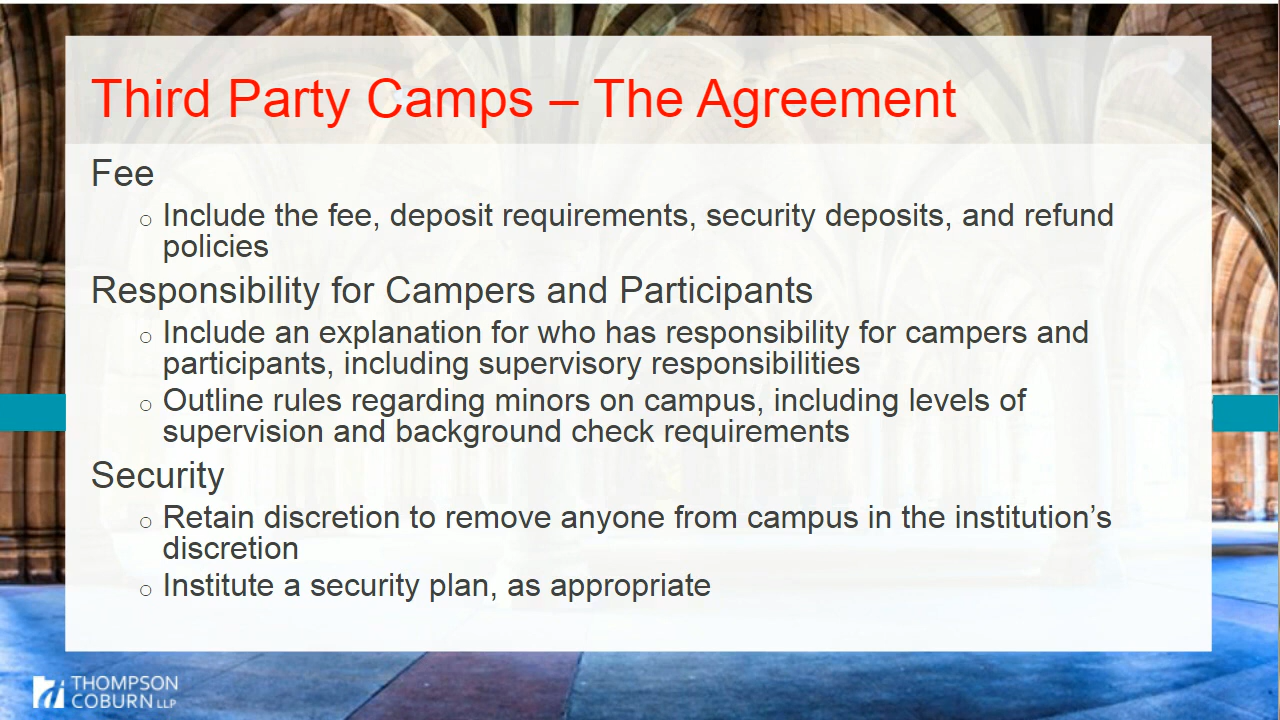 Third Party Camps – The Agreement
Fee
Include the fee, deposit requirements, security deposits, and refund
policies
Responsibility for Campers and Participants
Include an explanation for who has responsibility for campers and
participants, including supervisory responsibilities
Outline rules regarding minors on campus, including levels of
supervision and background check requirements
Security
Retain discretion to remove anyone from campus in the institution’s
discretion
Institute a security plan, as appropriate
THOMPSON
COBURN LLP